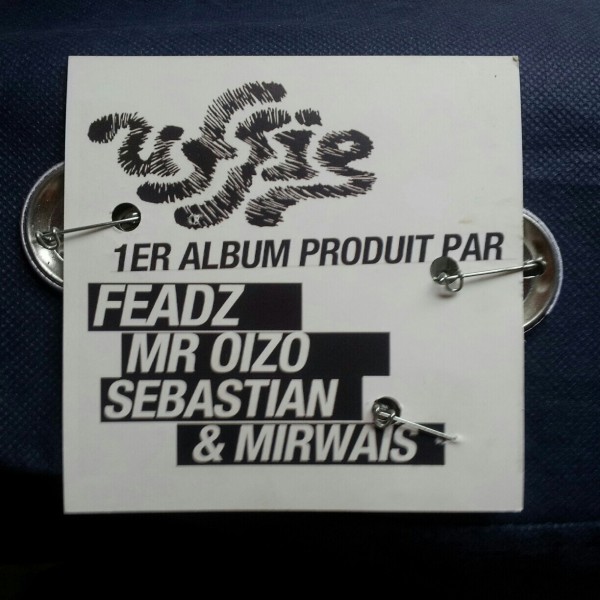 uffie
1ER ALBUM PRODUIT PAR
FEADZ
MR OIZO
SEBASTIAN
& MIRWAIS